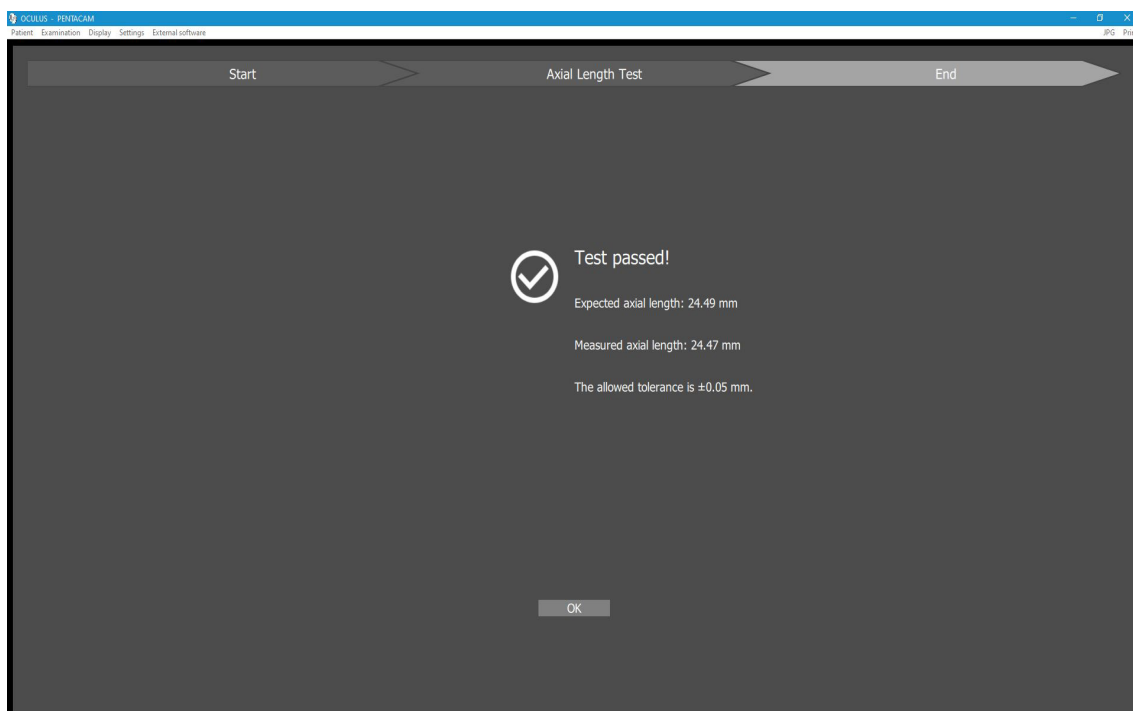 OCULUS - PENTACAM
Patient Examination Display Settings External software JPG Prin
Start Axial Length Test End
Test passed!
Expected axial length: 24.49 mm
Measured axial length: 24.47 mm
The allowed tolerance is ±0.05 mm.
OK